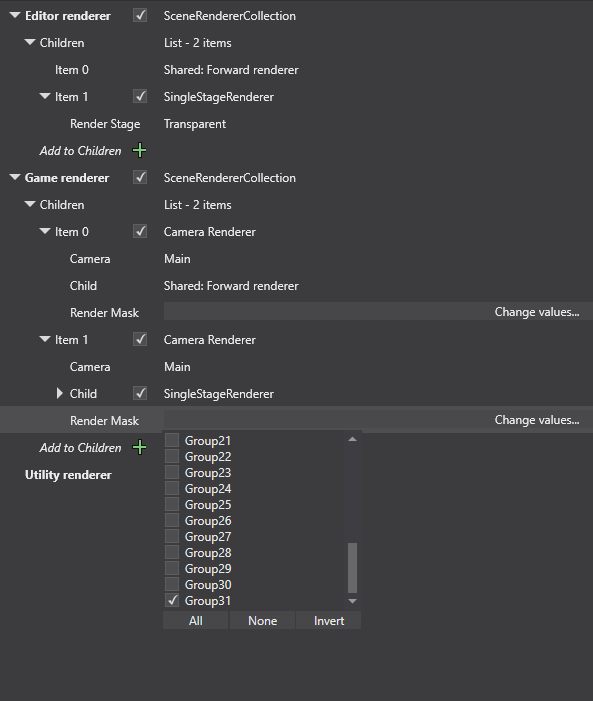 Editor renderer SceneRendererCollection
Children List - 2 items
Item 0 Shared: Forward renderer
Item 1 SingleStageRenderer
Render Stage Transparent
Add to Children
Game renderer SceneRendererCollection
Children List - 2 items
Item 0 Camera Renderer
Camera Main
Child Shared: Forward renderer
Render Mask Change values...
Item 1 Camera Renderer
Camera Main
Child SingleStageRenderer
Render Mask Change values...
Add to Children
Utility renderer
Group21
Group22
Group23
Group24
Group25
Group26
Group27
Group28
Group29
Group30
Group31
All None Invert